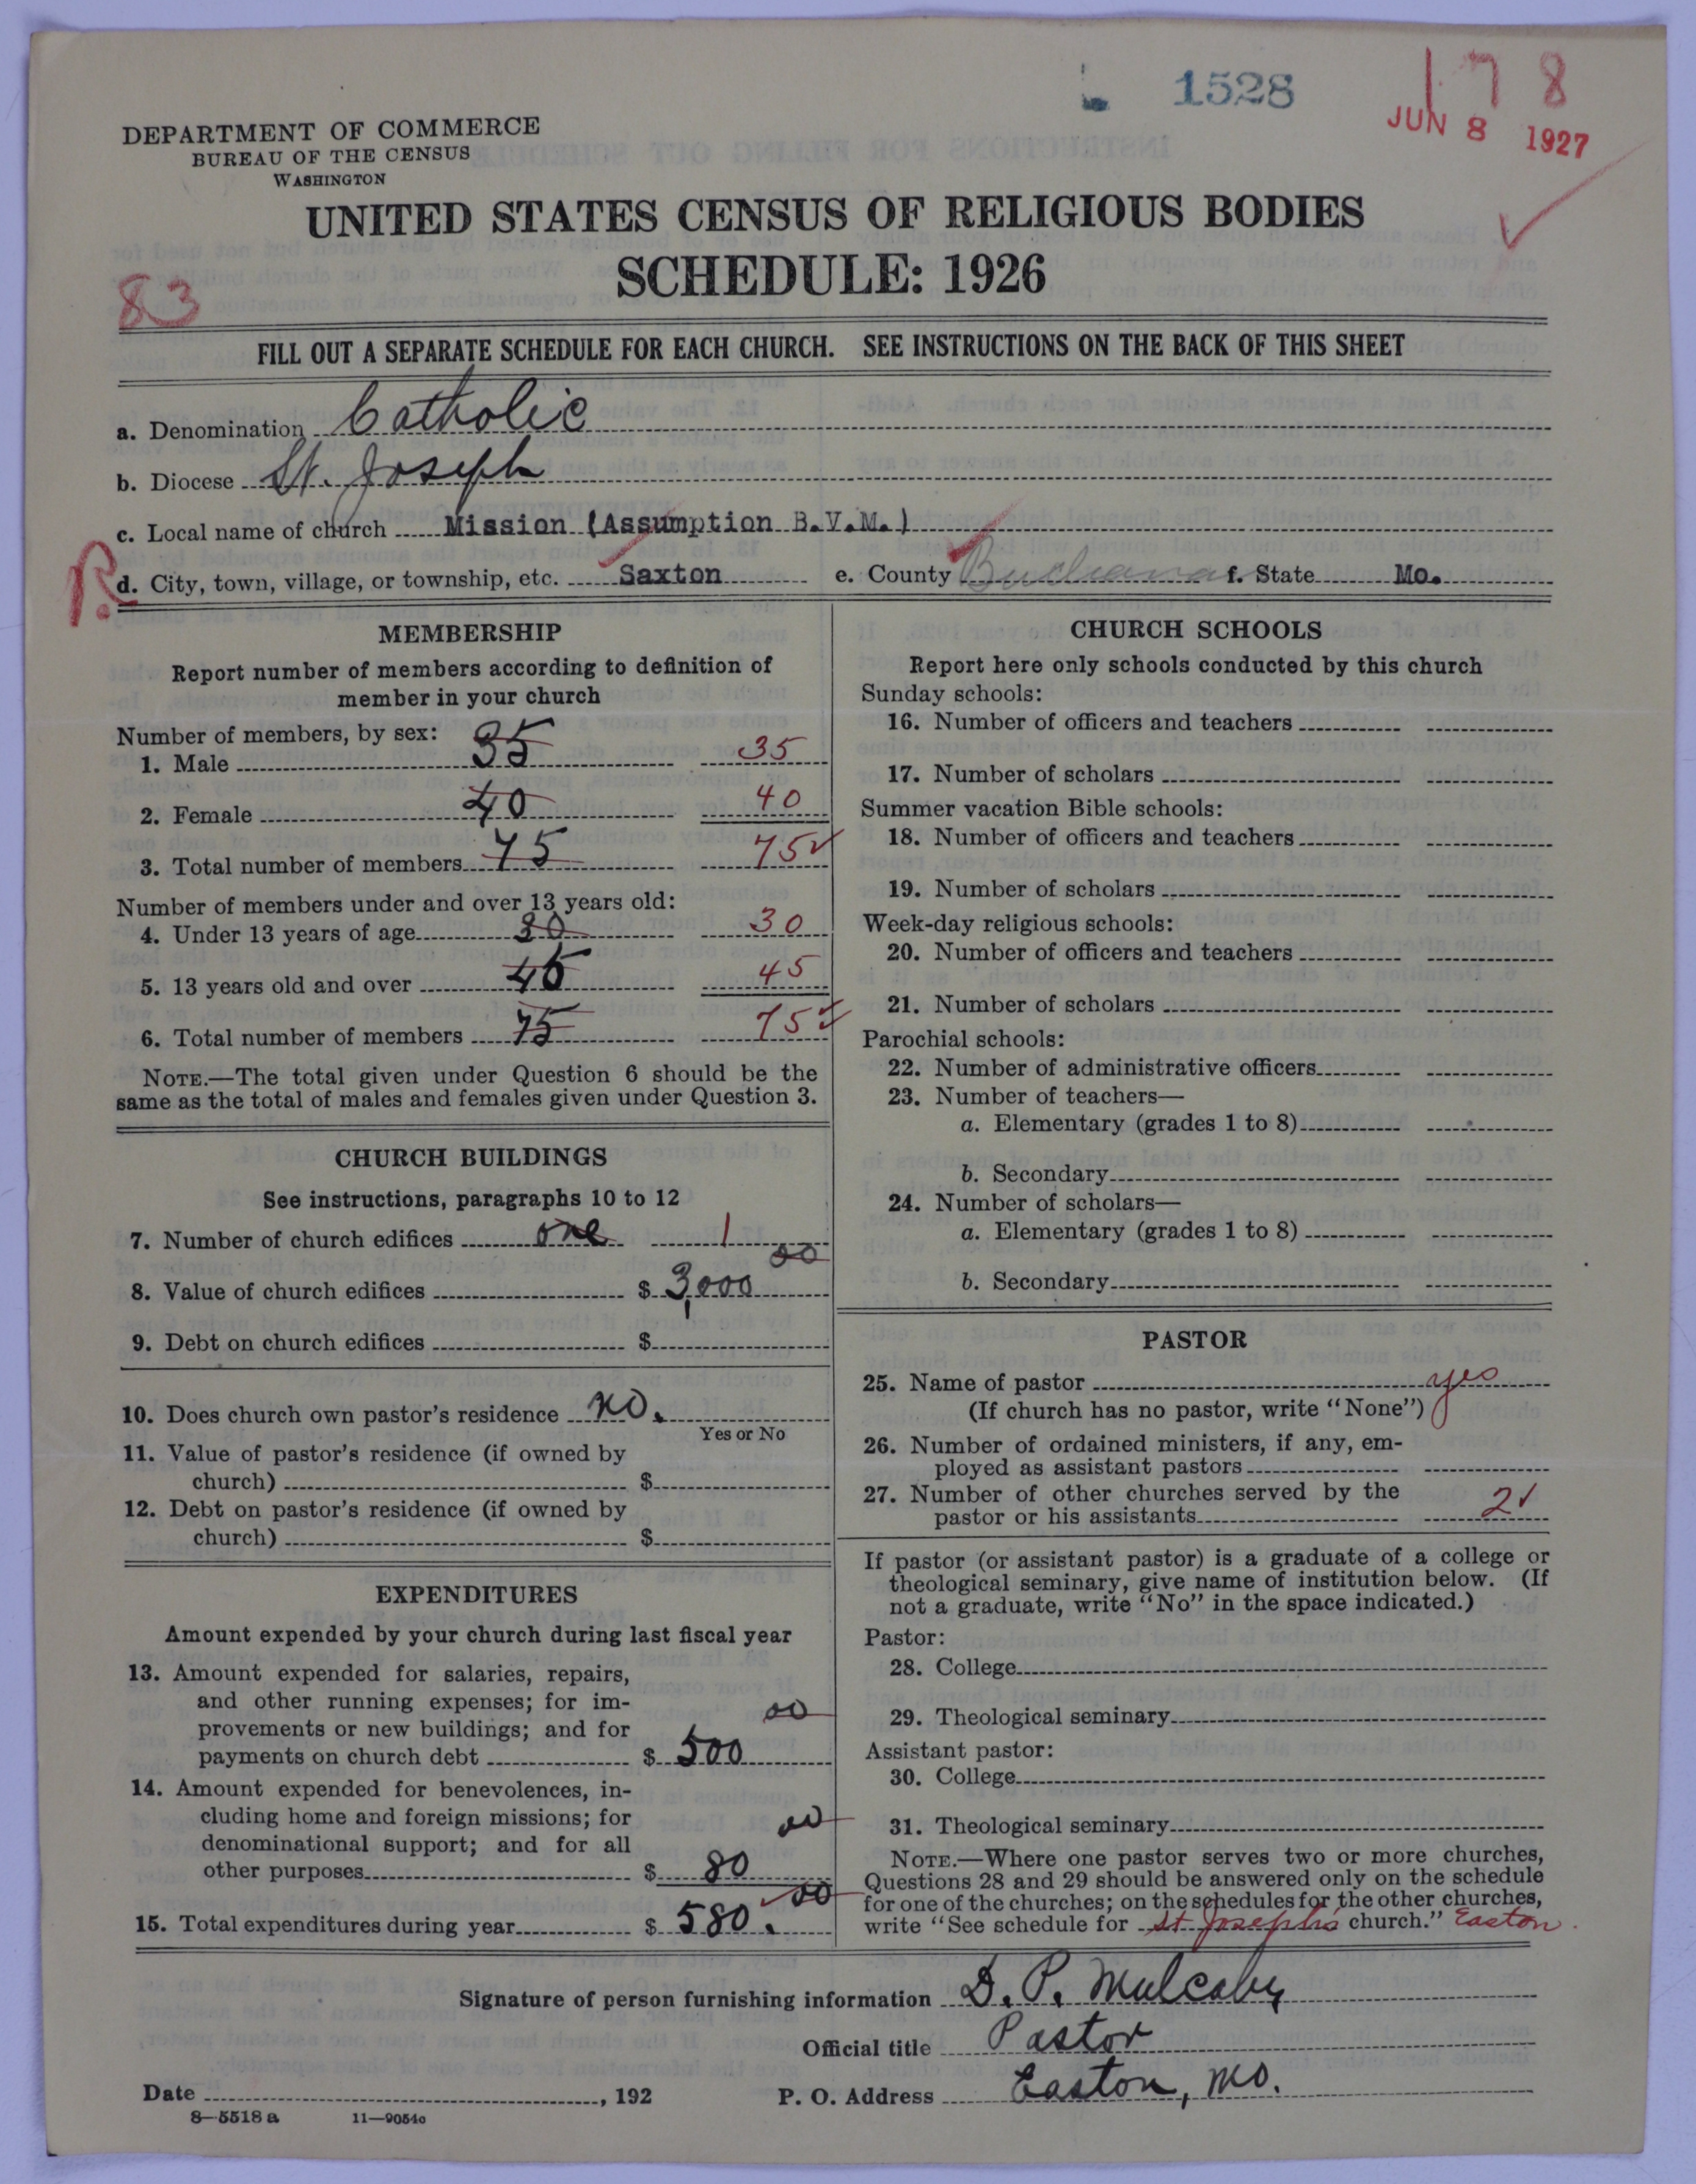 1528
178
JUN 8 1927
DEPARTMENT OF COMMERCE
BUREAU OF THE CENSUS
WASHINGTON
UNITED STATES CENSUS OF RELIGIOUS BODIES
SCHEDULE: 1926
83
FILL OUT A SEPARATE SCHEDULE FOR EACH CHURCH. SEE INSTRUCTIONS ON THE BACK OF THIS SHEET
a. Denomination Catholic
b. Diocese St. Joseph
c. Local name of church Mission (Assumption B.V.M.)
R
d. City, town, village, or township, etc. Saxton e. County Buchanan f. State Mo.
MEMBERSHIP
Report number of members according to definition of
member in your church
Number of members, by sex:
1. Male 35 35
2. Female 40 40
3. Total number of members 75 75
Number of members under and over 13 years old:
4. Under 13 years of age 30 30
5. 13 years old and over 45 45
6. Total number of members 75 75
NOTE.—The total given under Question 6 should be the
same as the total of males and females given under Question 3.
CHURCH BUILDINGS
See instructions, paragraphs 10 to 12
7. Number of church edifices one 1
8. Value of church edifices $ 3,000 00
9. Debt on church edifices $
10. Does church own pastor's residence NO.
Yes or No
11. Value of pastor's residence (if owned by
church) $
12. Debt on pastor's residence (if owned by
church) $
EXPENDITURES
Amount expended by your church during last fiscal year
13. Amount expended for salaries, repairs,
and other running expenses; for im-
provements or new buildings; and for
payments on church debt $ 500 00
14. Amount expended for benevolences, in-
cluding home and foreign missions; for
denominational support; and for all
other purposes $ 80 00
15. Total expenditures during year $ 580. 00
CHURCH SCHOOLS
Report here only schools conducted by this church
Sunday schools:
16. Number of officers and teachers
17. Number of scholars
Summer vacation Bible schools:
18. Number of officers and teachers
19. Number of scholars
Week-day religious schools:
20. Number of officers and teachers
21. Number of scholars
Parochial schools:
22. Number of administrative officers
23. Number of teachers—
a. Elementary (grades 1 to 8)
b. Secondary
24. Number of scholars—
a. Elementary (grades 1 to 8)
b. Secondary
PASTOR
25. Name of pastor yes
(If church has no pastor, write "None")
26. Number of ordained ministers, if any, em-
ployed as assistant pastors
27. Number of other churches served by the
pastor or his assistants 2
If pastor (or assistant pastor) is a graduate of a college or
theological seminary, give name of institution below. (If
not a graduate, write "No" in the space indicated.)
Pastor:
28. College
29. Theological seminary
Assistant pastor:
30. College
31. Theological seminary
NOTE.—Where one pastor serves two or more churches,
Questions 28 and 29 should be answered only on the schedule
for one of the churches; on the schedules for the other churches,
write "See schedule for St Joseph's church." Easton
Signature of person furnishing information D. P. Mulcahy
Official title Pastor
Date , 192 P. O. Address Easton, Mo.
8—5518 a 11—9054c